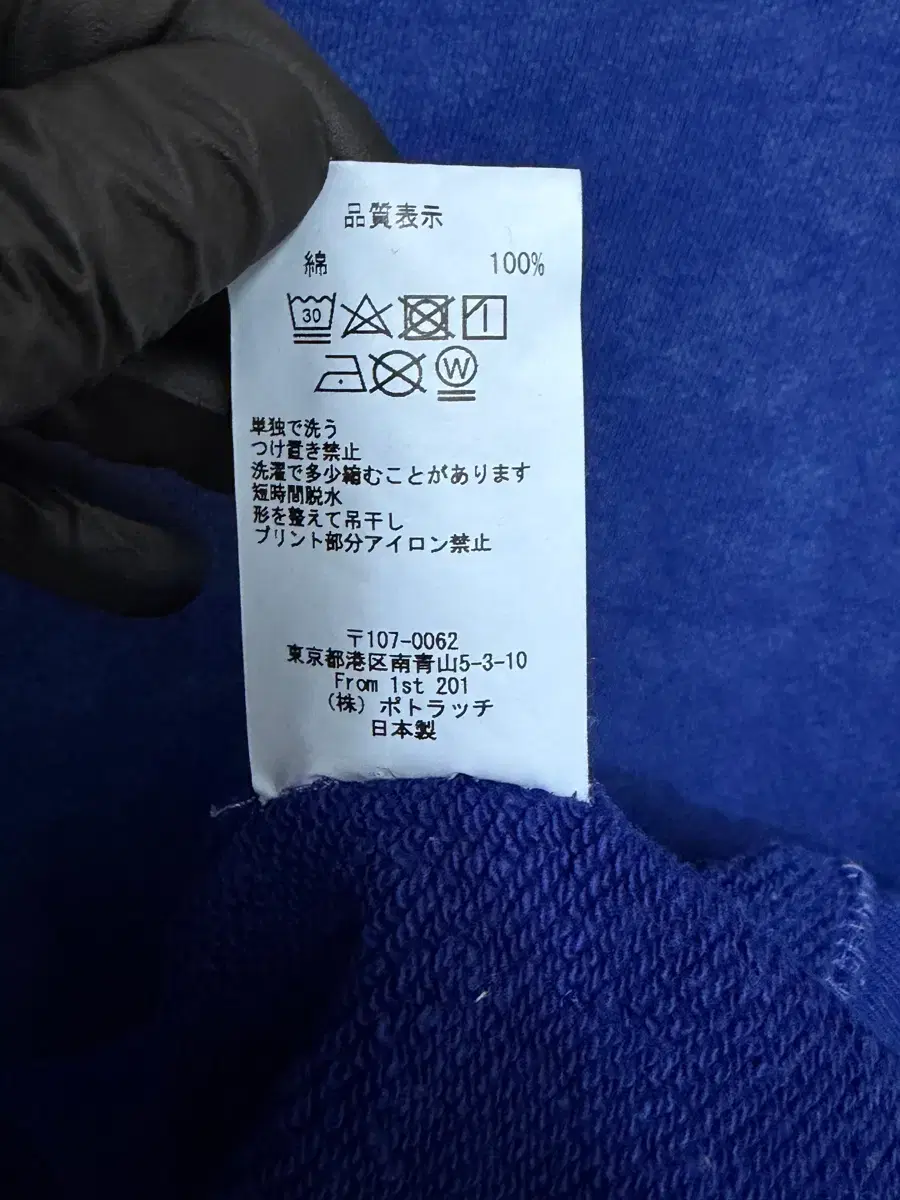 品質表示
綿 100%
30
W
単独で洗う
つけ置き禁止
洗濯で多少縮むことがあります
短時間脱水
形を整えて吊干し
プリント部分アイロン禁止
〒107-0062
東京都港区南青山5-3-10
From 1st 201
(株) ポトラッチ
日本製